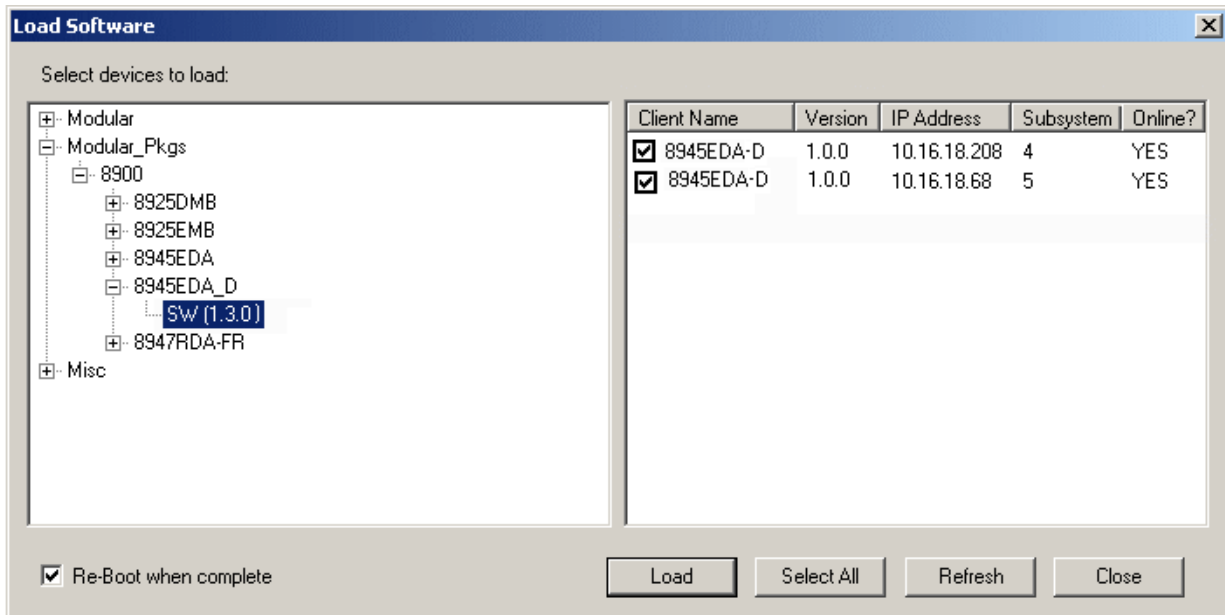 Load Software
Select devices to load:
Modular
Modular_Pkgs
8900
8925DMB
8925EMB
8945EDA
8945EDA_D
SW (1.3.0)
8947RDA-FR
Misc
Client Name Version IP Address Subsystem Online?
8945EDA-D 1.0.0 10.16.18.208 4 YES
8945EDA-D 1.0.0 10.16.18.68 5 YES
Re-Boot when complete
Load Select All Refresh Close